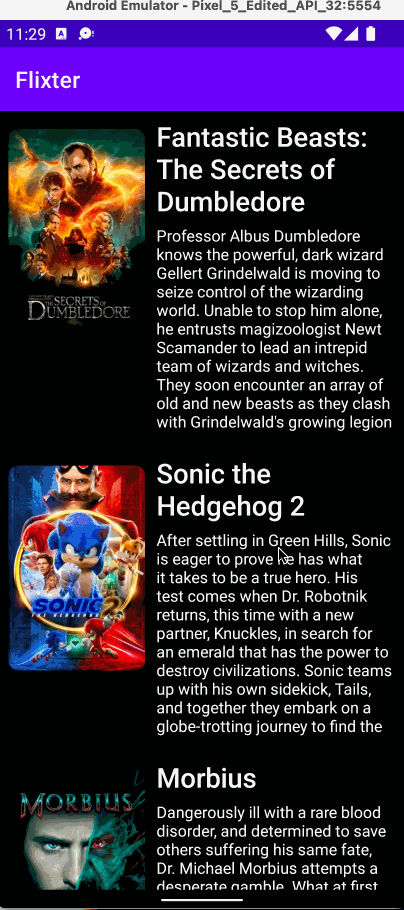 Android Emulator - Pixel_5_Edited_API_32:5554
11:29
Flixter
Fantastic Beasts:
The Secrets of
Dumbledore
Professor Albus Dumbledore
knows the powerful, dark wizard
Gellert Grindelwald is moving to
seize control of the wizarding
world. Unable to stop him alone,
he entrusts magizoologist Newt
Scamander to lead an intrepid
team of wizards and witches.
They soon encounter an array of
old and new beasts as they clash
with Grindelwald's growing legion
THE SECRETS OF
DUMBLEDORE
Sonic the
Hedgehog 2
After settling in Green Hills, Sonic
is eager to prove he has what
it takes to be a true hero. His
test comes when Dr. Robotnik
returns, this time with a new
partner, Knuckles, in search for
an emerald that has the power to
destroy civilizations. Sonic teams
up with his own sidekick, Tails,
and together they embark on a
globe-trotting journey to find the
SONIC 2
THE HEDGEHOG
Morbius
Dangerously ill with a rare blood
disorder, and determined to save
others suffering his same fate,
Dr. Michael Morbius attempts a
desperate gamble. What at first
MORBIUS